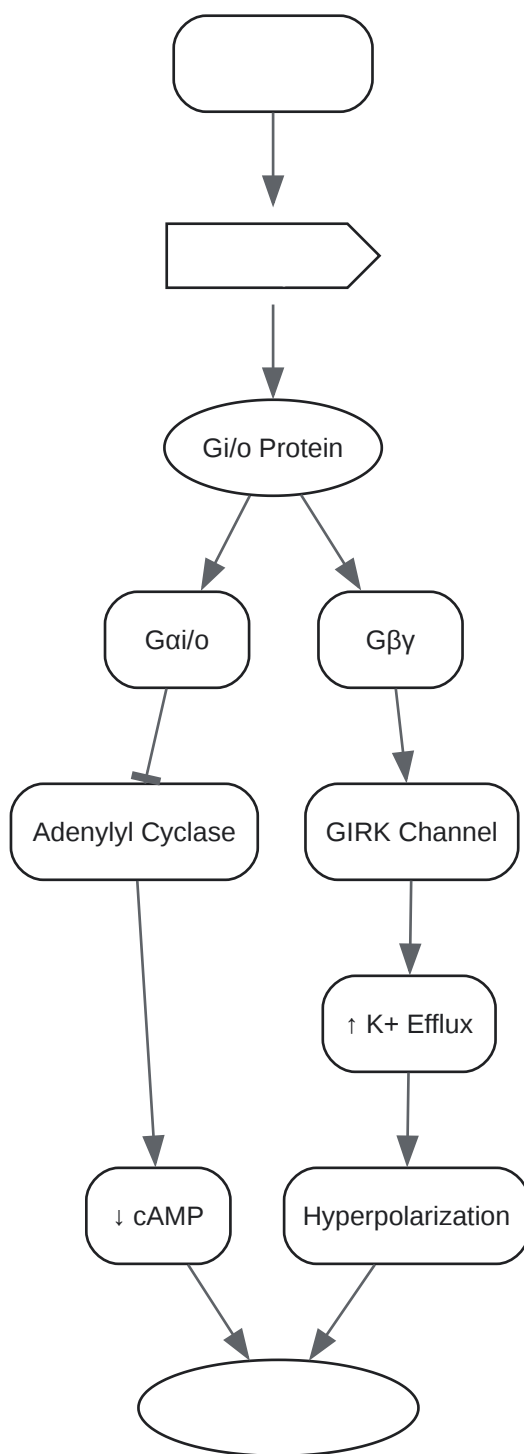 Gi/o Protein
Gαi/o
Gβγ
Adenylyl Cyclase
GIRK Channel
↑ K+ Efflux
↓ cAMP
Hyperpolarization